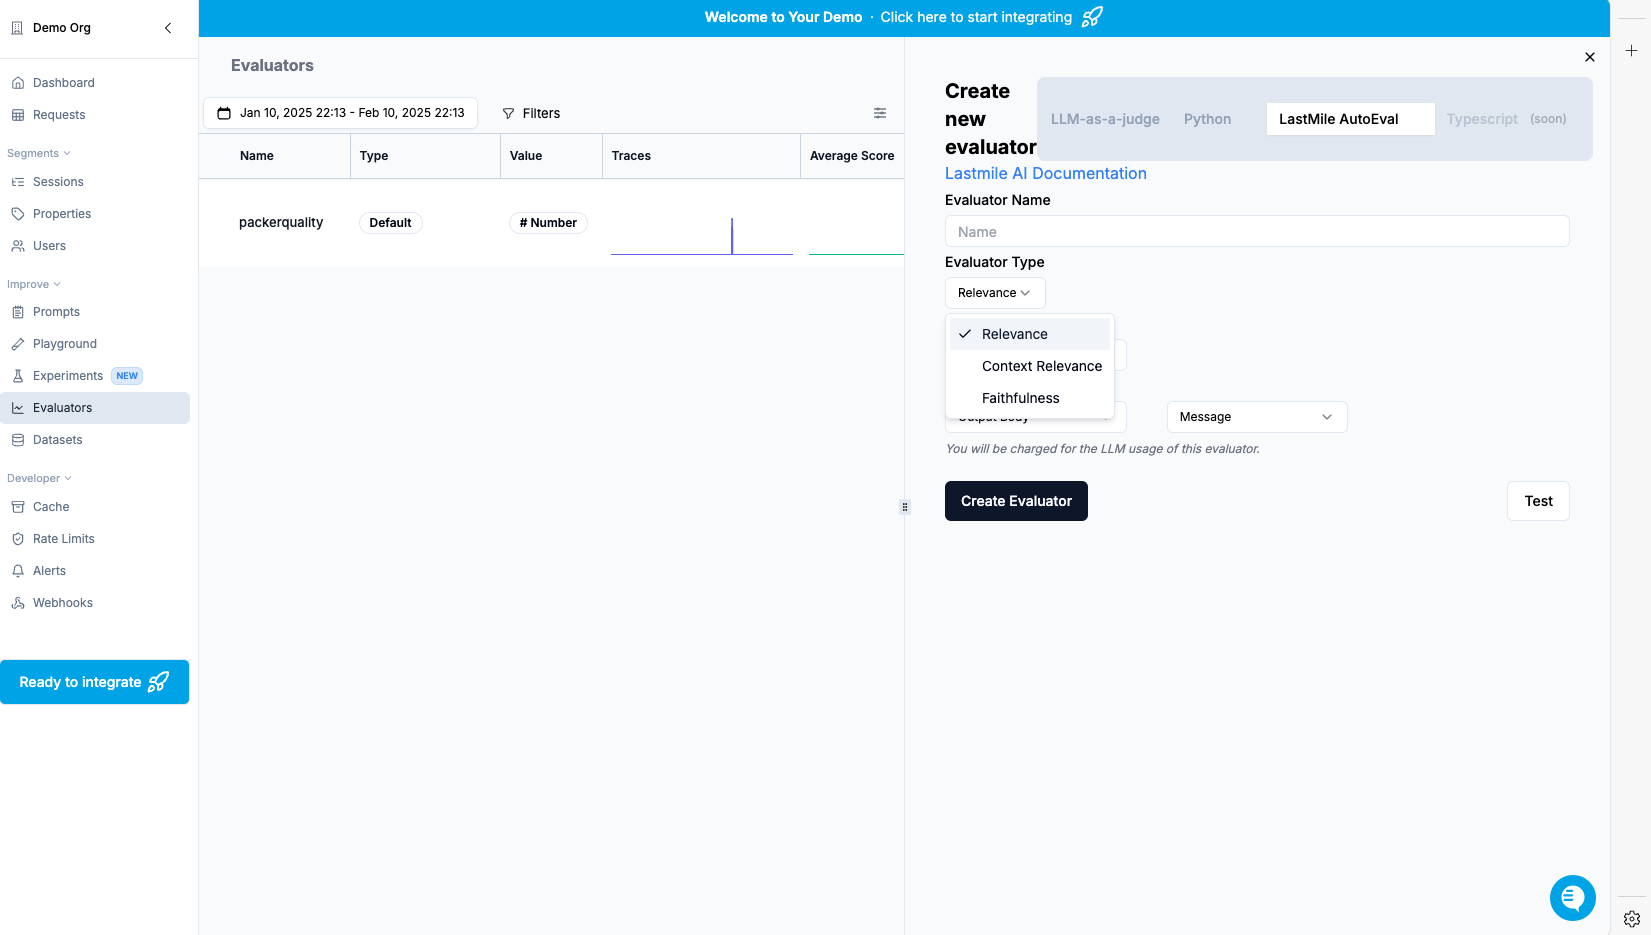 Demo Org
Dashboard
Requests
Segments
Sessions
Properties
Users
Improve
Prompts
Playground
Experiments NEW
Evaluators
Datasets
Developer
Cache
Rate Limits
Alerts
Webhooks
Ready to integrate
Welcome to Your Demo · Click here to start integrating
Evaluators
Jan 10, 2025 22:13 - Feb 10, 2025 22:13
Filters
Name Type Value Traces Average Score
packerquality Default # Number
Create new evaluator
LLM-as-a-judge Python LastMile AutoEval Typescript (soon)
Lastmile AI Documentation
Evaluator Name
Name
Evaluator Type
Relevance
Relevance
Context Relevance
Faithfulness
Output Body Message
You will be charged for the LLM usage of this evaluator.
Create Evaluator Test